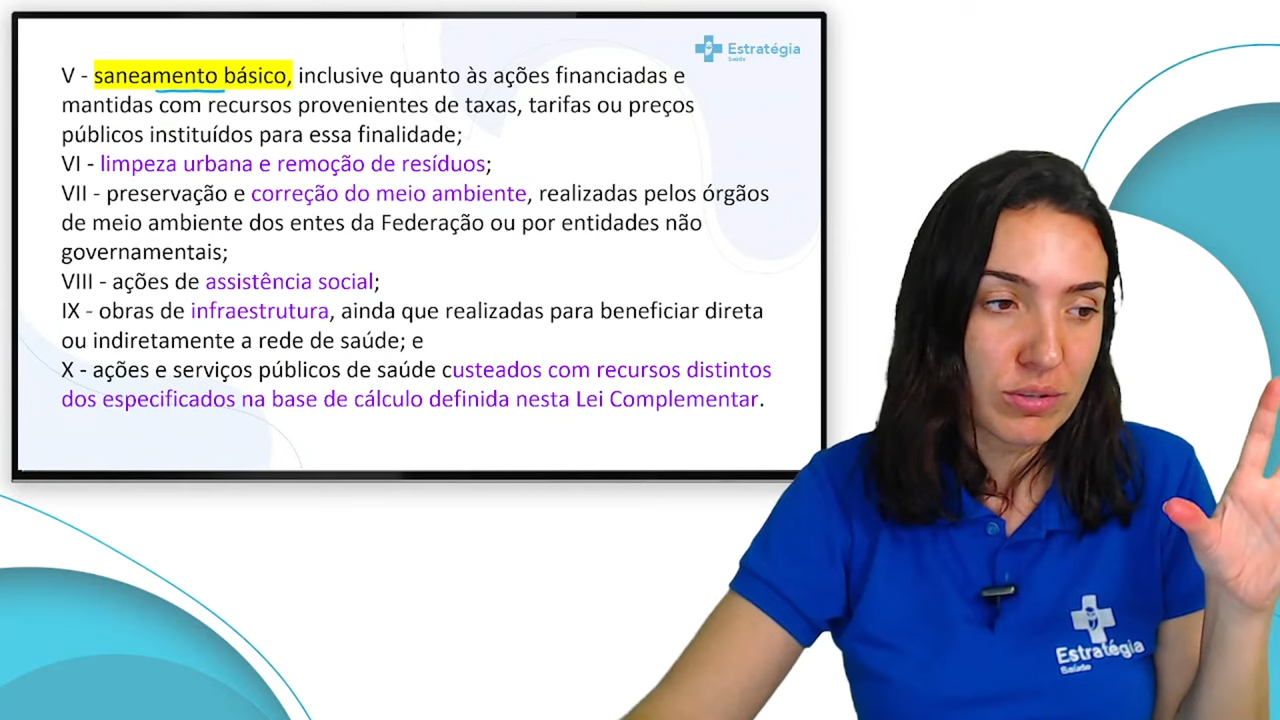 Estratégia
Saúde
V - saneamento básico, inclusive quanto às ações financiadas e
mantidas com recursos provenientes de taxas, tarifas ou preços
públicos instituídos para essa finalidade;
VI - limpeza urbana e remoção de resíduos;
VII - preservação e correção do meio ambiente, realizadas pelos órgãos
de meio ambiente dos entes da Federação ou por entidades não
governamentais;
VIII - ações de assistência social;
IX - obras de infraestrutura, ainda que realizadas para beneficiar direta
ou indiretamente a rede de saúde; e
X - ações e serviços públicos de saúde custeados com recursos distintos
dos especificados na base de cálculo definida nesta Lei Complementar.
Estratégia
Saúde